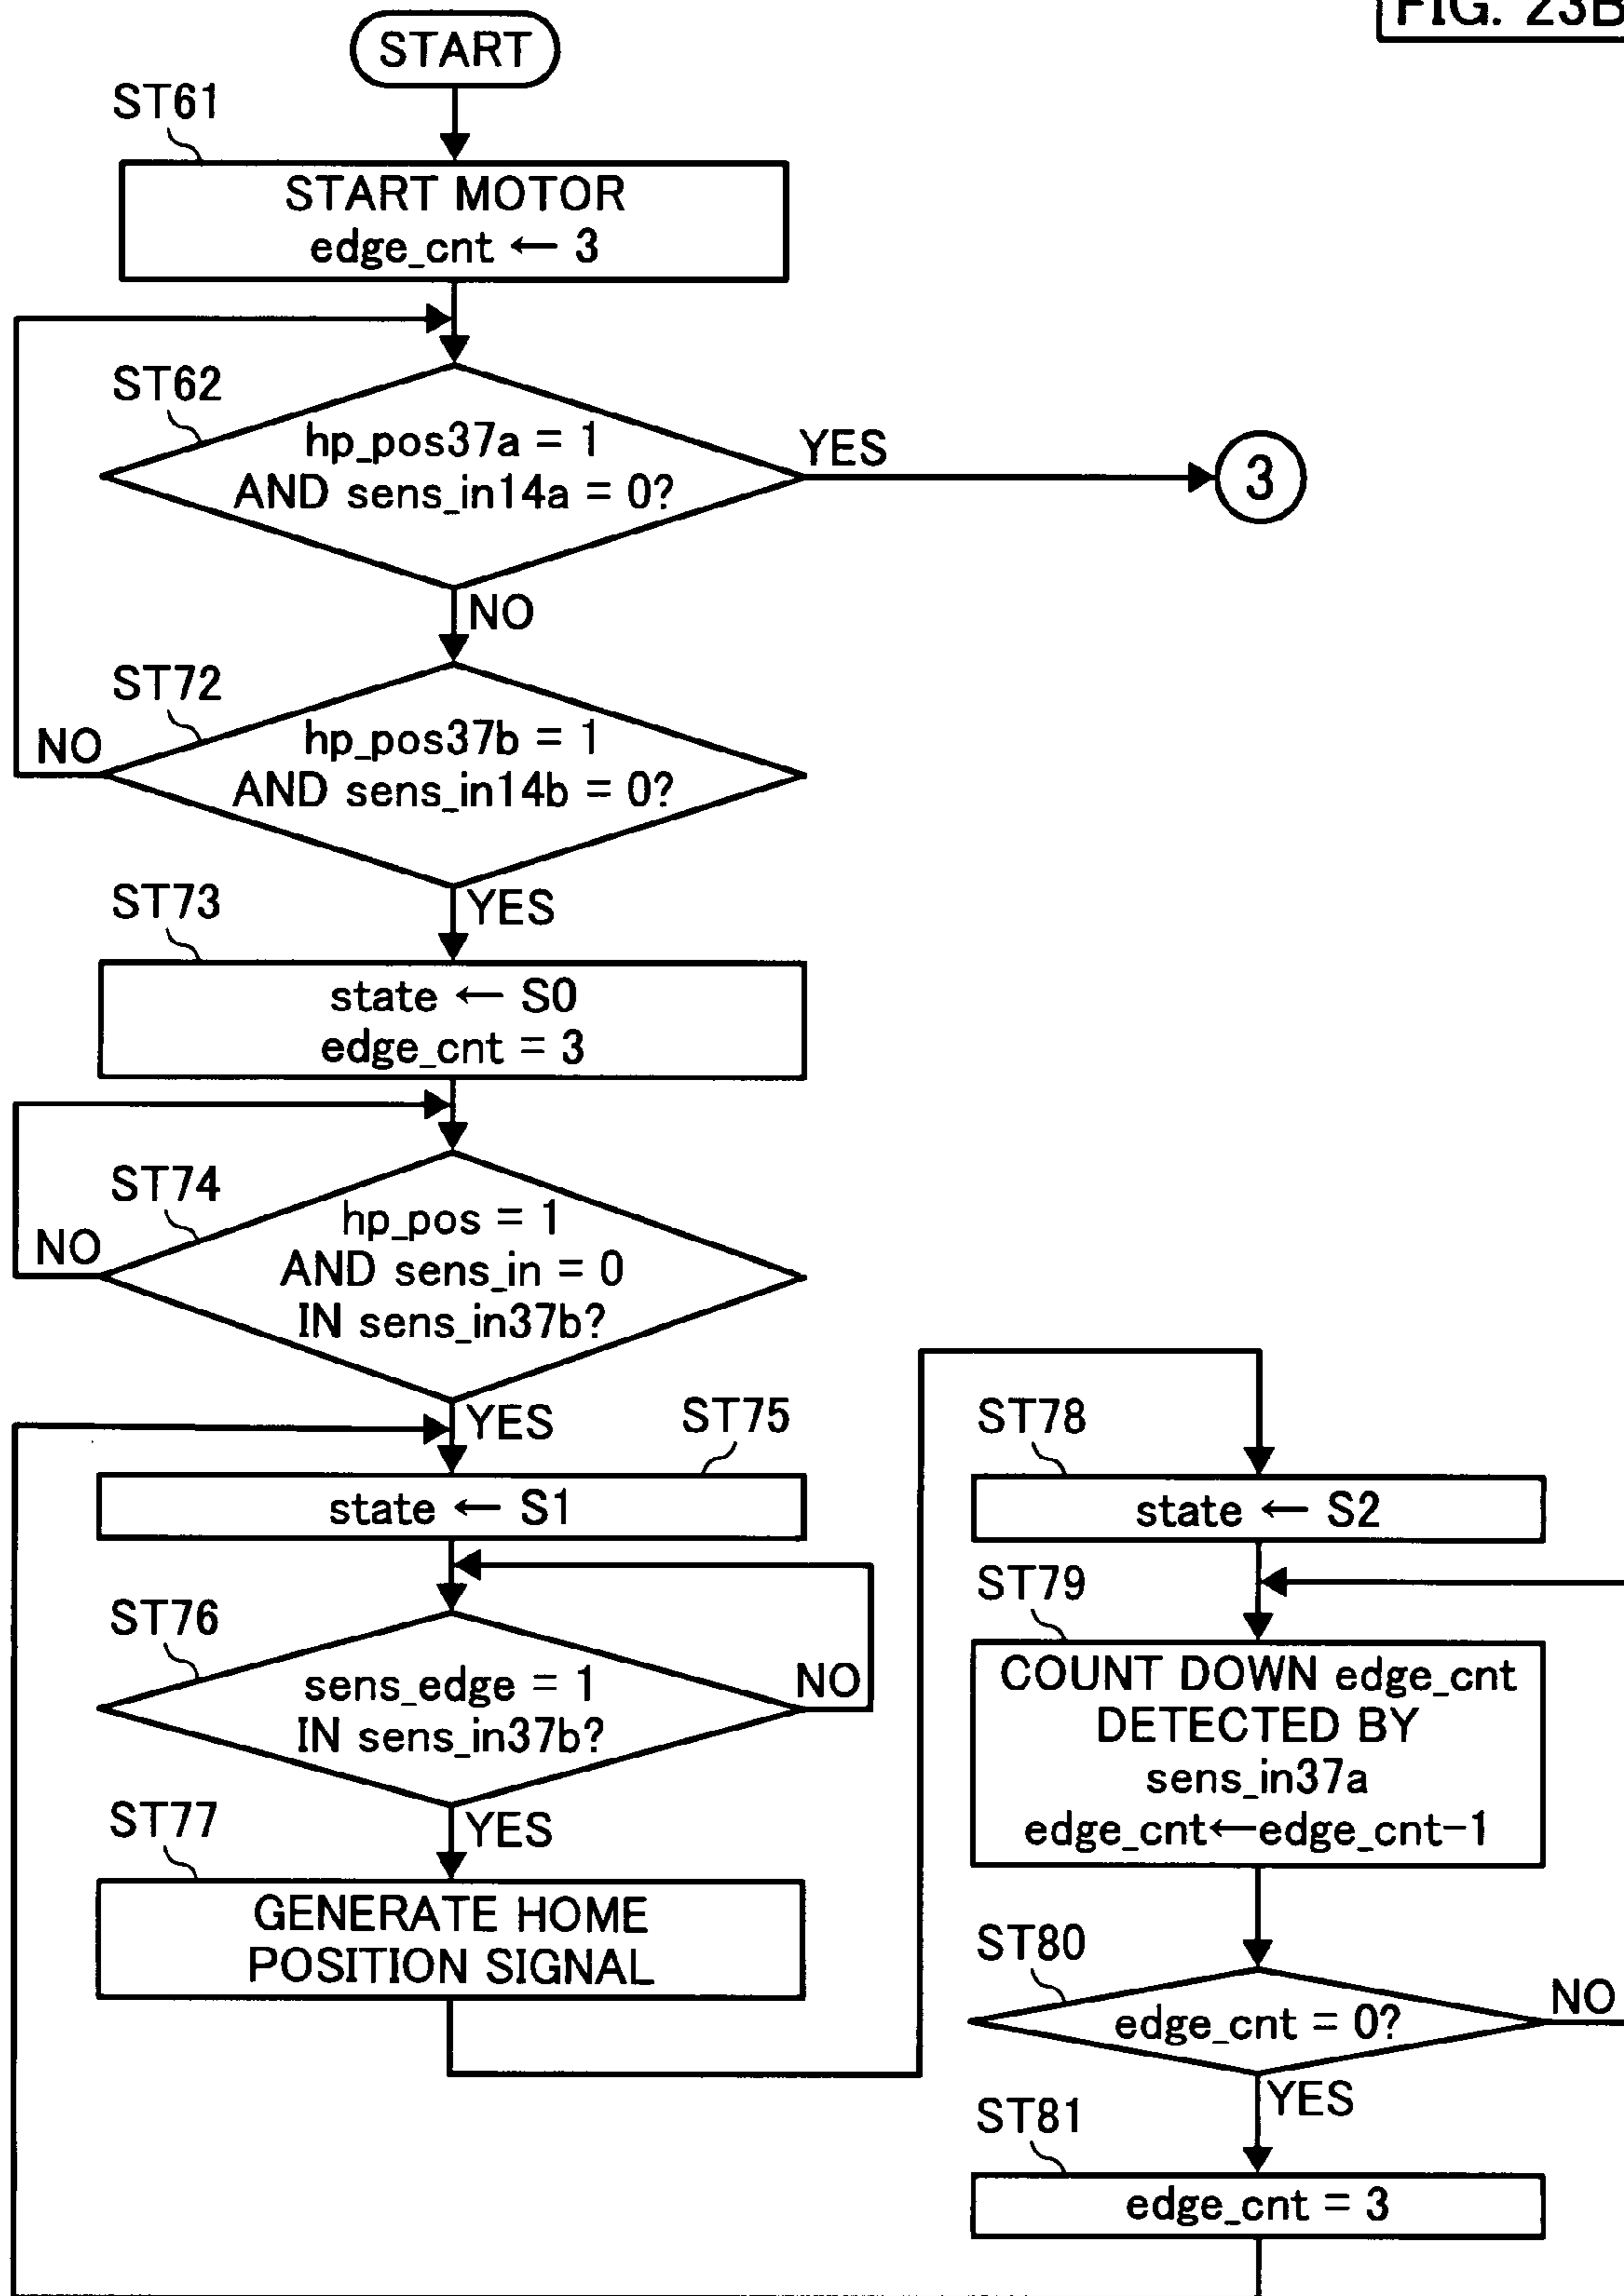 FIG. 23B
START
ST61
START MOTOR
edge_cnt ← 3
ST62
hp_pos37a = 1
AND sens_in14a = 0?
YES
3
NO
ST72
hp_pos37b = 1
AND sens_in14b = 0?
NO
YES
ST73
state ← S0
edge_cnt = 3
ST74
hp_pos = 1
AND sens_in = 0
IN sens_in37b?
NO
YES
ST75
state ← S1
ST76
sens_edge = 1
IN sens_in37b?
NO
YES
ST77
GENERATE HOME
POSITION SIGNAL
ST78
state ← S2
ST79
COUNT DOWN edge_cnt
DETECTED BY
sens_in37a
edge_cnt←edge_cnt-1
ST80
edge_cnt = 0?
NO
YES
ST81
edge_cnt = 3